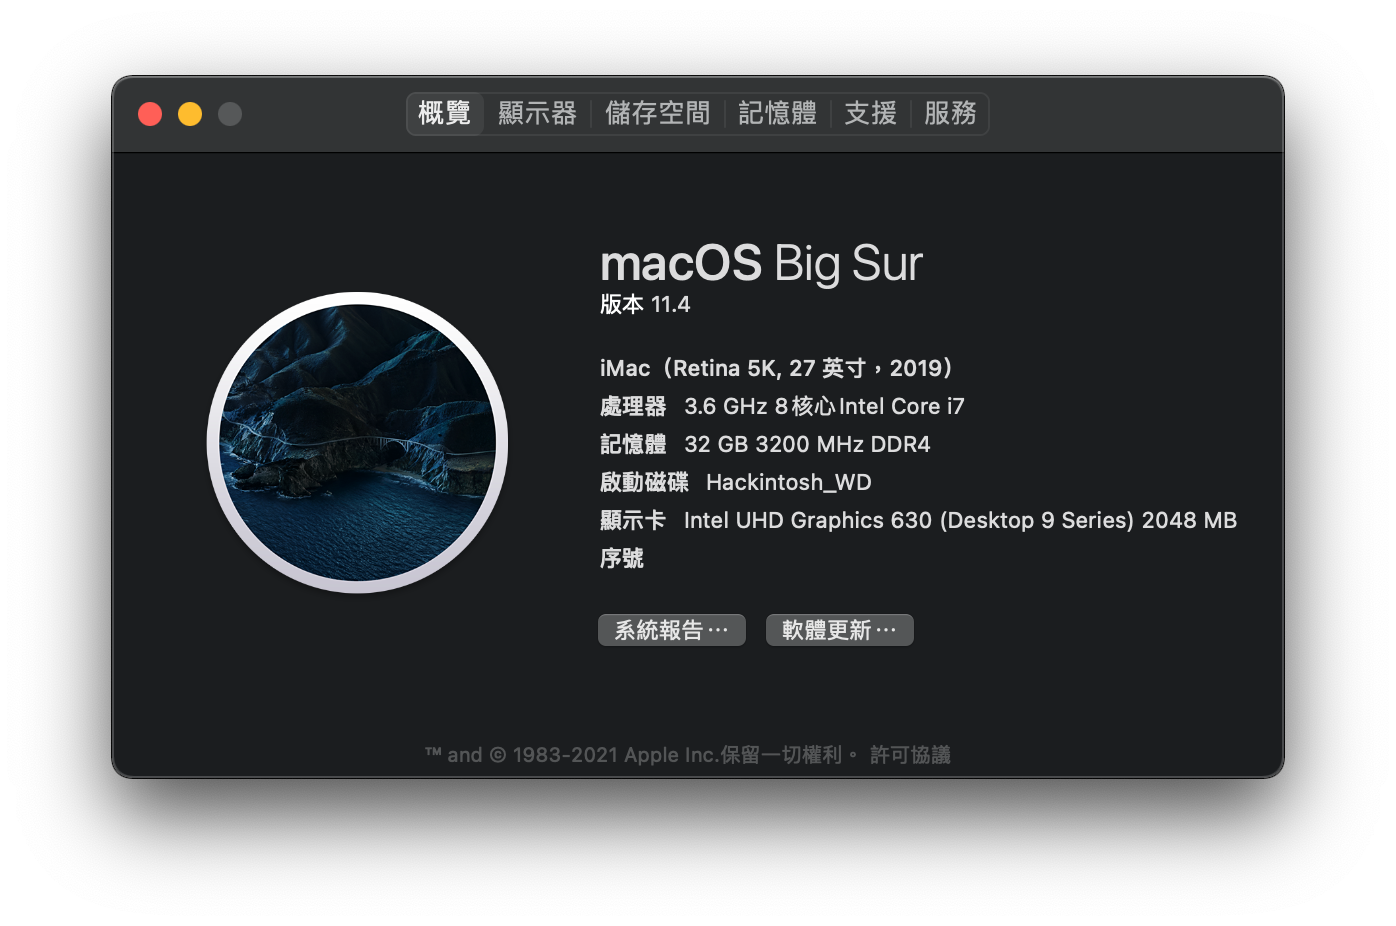 概覽 顯示器 儲存空間 記憶體 支援 服務
macOS Big Sur
版本 11.4
iMac（Retina 5K, 27 英寸，2019）
處理器 3.6 GHz 8核心Intel Core i7
記憶體 32 GB 3200 MHz DDR4
啟動磁碟 Hackintosh_WD
顯示卡 Intel UHD Graphics 630 (Desktop 9 Series) 2048 MB
序號
系統報告⋯ 軟體更新⋯
™ and © 1983-2021 Apple Inc.保留一切權利。 許可協議